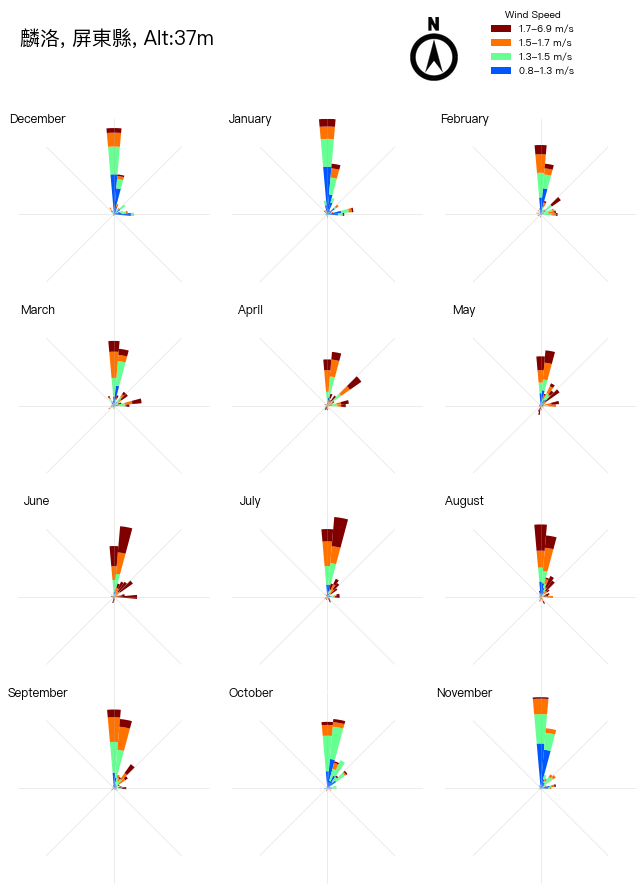 麟洛, 屏東縣, Alt:37m
N
Wind Speed
1.7–6.9 m/s
1.5–1.7 m/s
1.3–1.5 m/s
0.8–1.3 m/s
December
January
February
March
April
May
June
July
August
September
October
November